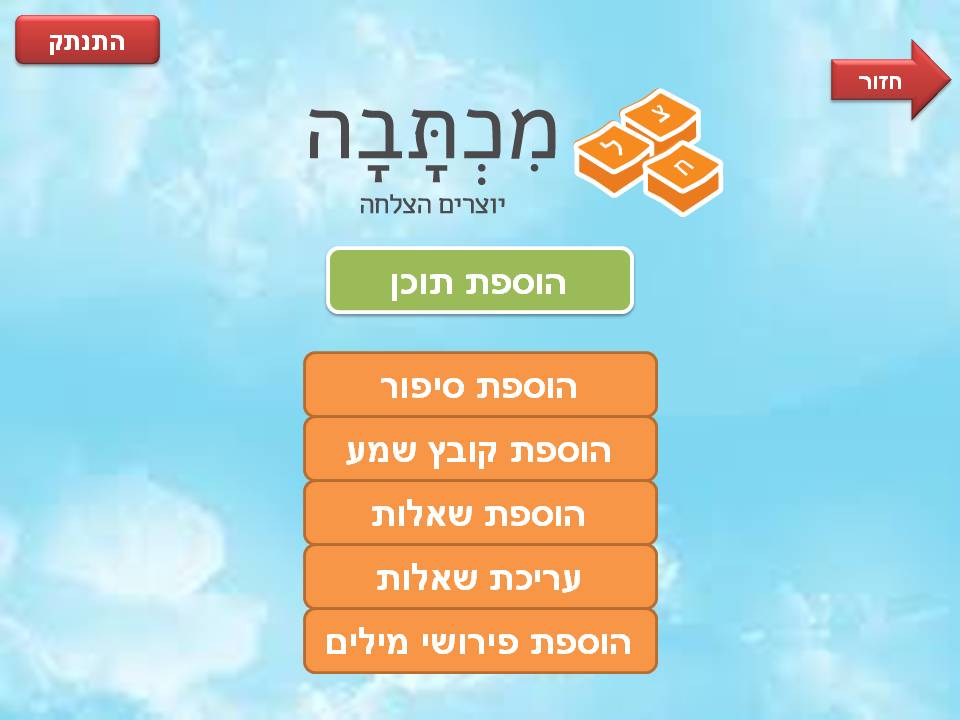 התנתק
חזור
מִכְתָּבָה
צ
ל
ח
יוצרים הצלחה
הוספת תוכן
הוספת סיפור
הוספת קובץ שמע
הוספת שאלות
עריכת שאלות
הוספת פירושי מילים